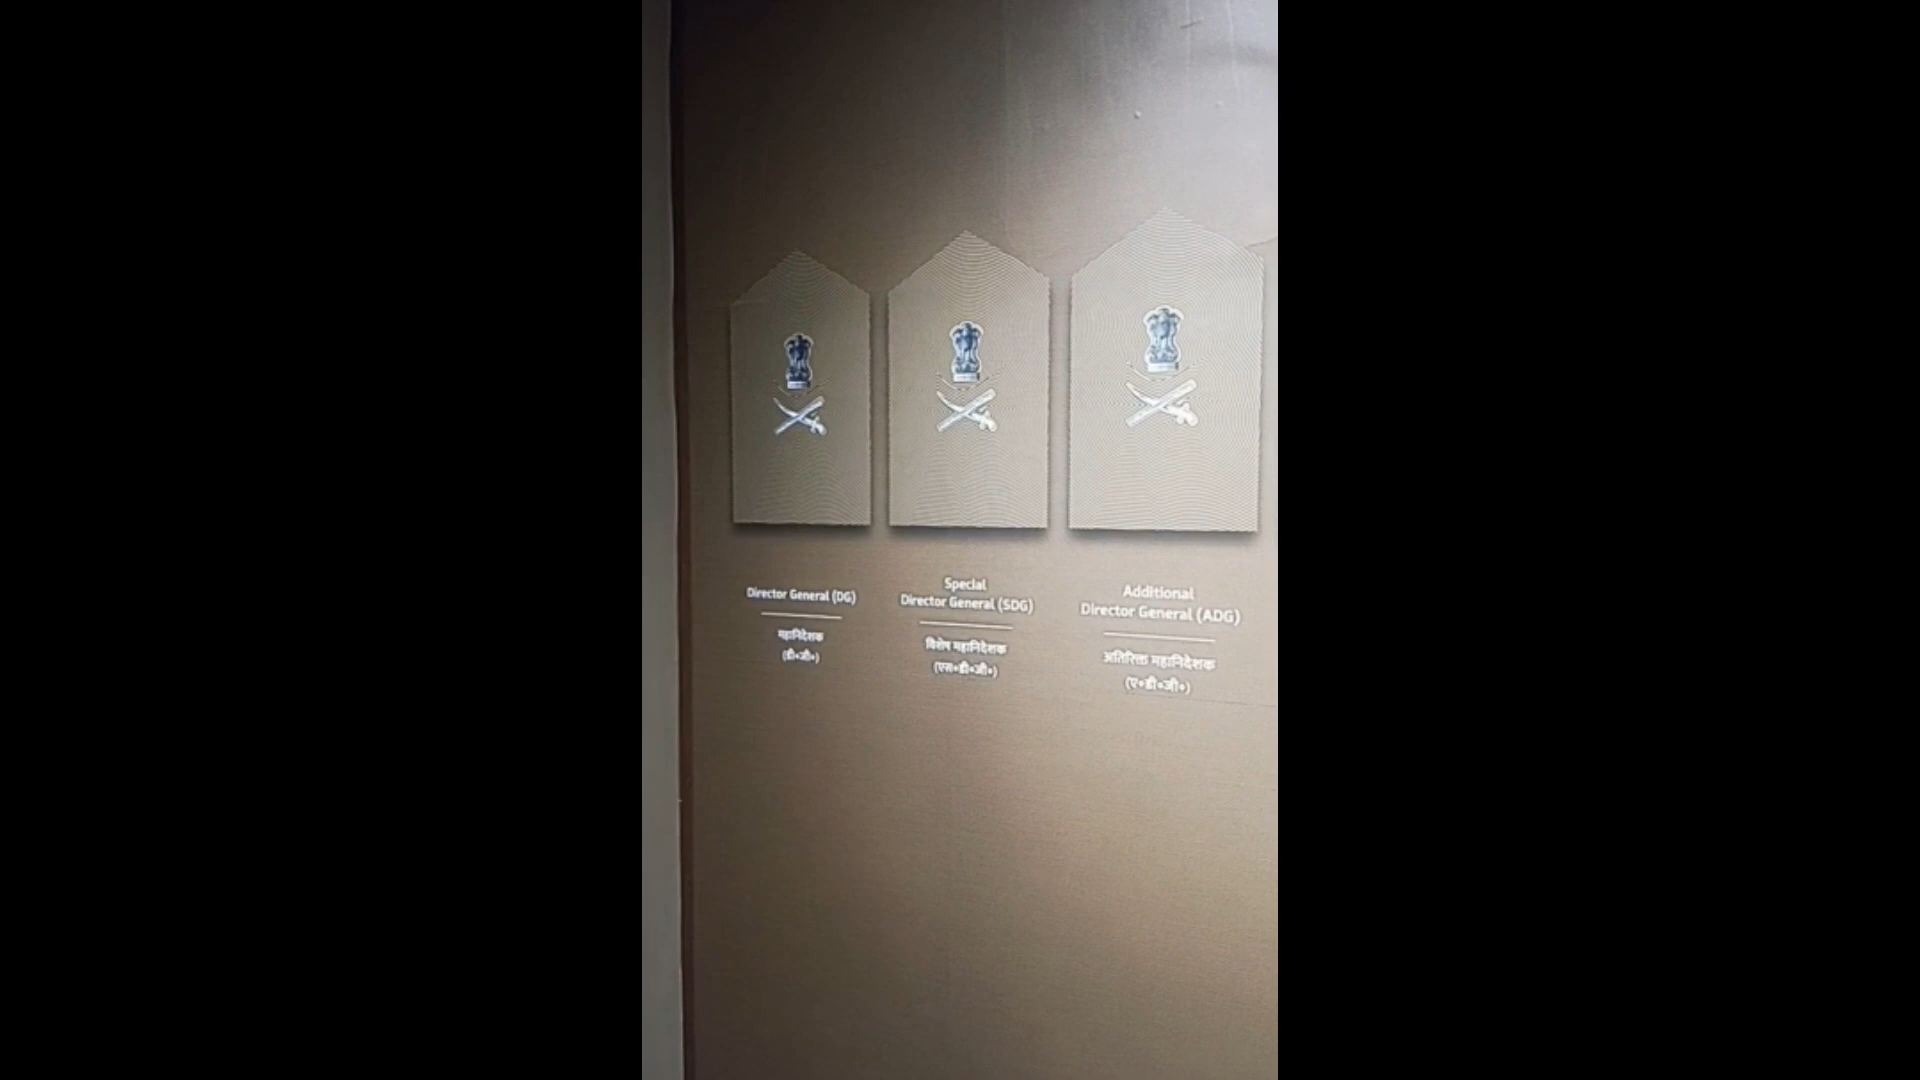 Director General (DG)
महानिदेशक
(डी॰जी॰)
Special
Director General (SDG)
विशेष महानिदेशक
(एस॰डी॰जी॰)
Additional
Director General (ADG)
अतिरिक्त महानिदेशक
(ए॰डी॰जी॰)